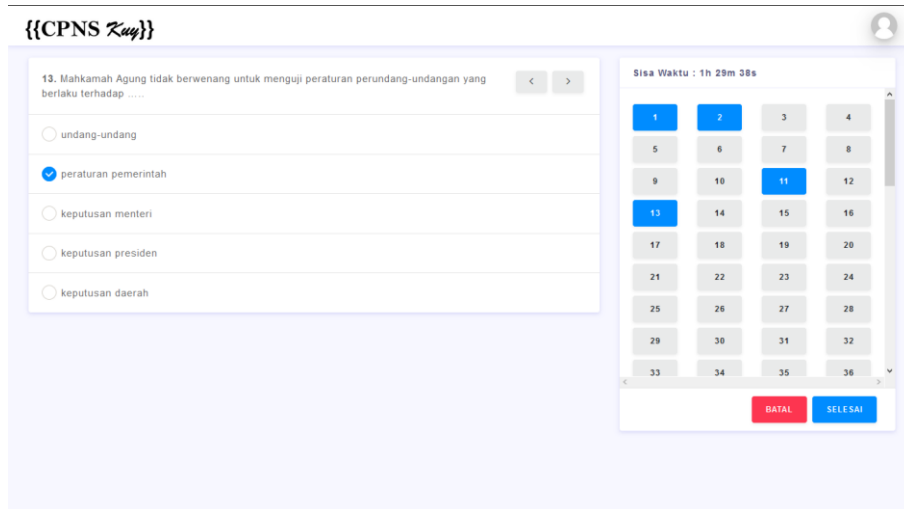 {{CPNS Kuy}}
13. Mahkamah Agung tidak berwenang untuk menguji peraturan perundang-undangan yang
berlaku terhadap .....
<
>
undang-undang
peraturan pemerintah
keputusan menteri
keputusan presiden
keputusan daerah
Sisa Waktu : 1h 29m 38s
1 2 3 4
5 6 7 8
9 10 11 12
13 14 15 16
17 18 19 20
21 22 23 24
25 26 27 28
29 30 31 32
33 34 35 36
BATAL SELESAI